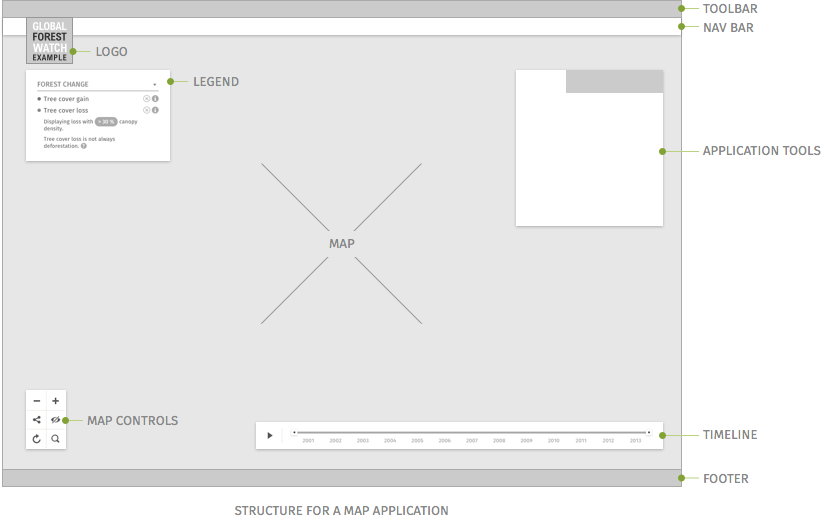 TOOLBAR
NAV BAR
GLOBAL
FOREST
WATCH
EXAMPLE
LOGO
LEGEND
FOREST CHANGE
Tree cover gain
Tree cover loss
Displaying loss with > 30 % canopy
density.
Tree cover loss is not always
deforestation. ?
APPLICATION TOOLS
MAP
MAP CONTROLS
2001 2002 2003 2004 2005 2006 2007 2008 2009 2010 2011 2012 2013
TIMELINE
FOOTER
STRUCTURE FOR A MAP APPLICATION